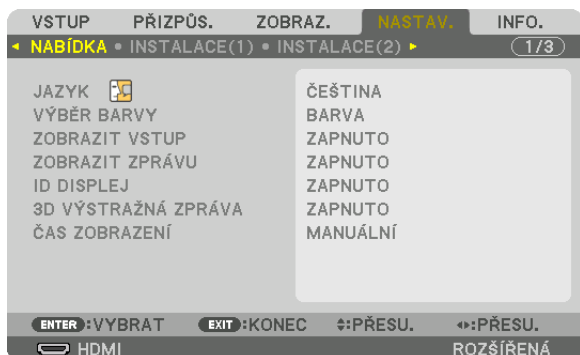 VSTUP PŘIZPŮS. ZOBRAZ. NASTAV. INFO.
NABÍDKA • INSTALACE(1) • INSTALACE(2) 1/3
JAZYK ČEŠTINA
VÝBĚR BARVY BARVA
ZOBRAZIT VSTUP ZAPNUTO
ZOBRAZIT ZPRÁVU ZAPNUTO
ID DISPLEJ ZAPNUTO
3D VÝSTRAŽNÁ ZPRÁVA ZAPNUTO
ČAS ZOBRAZENÍ MANUÁLNÍ
ENTER :VYBRAT EXIT :KONEC :PŘESU. :PŘESU.
HDMI ROZŠÍŘENÁ